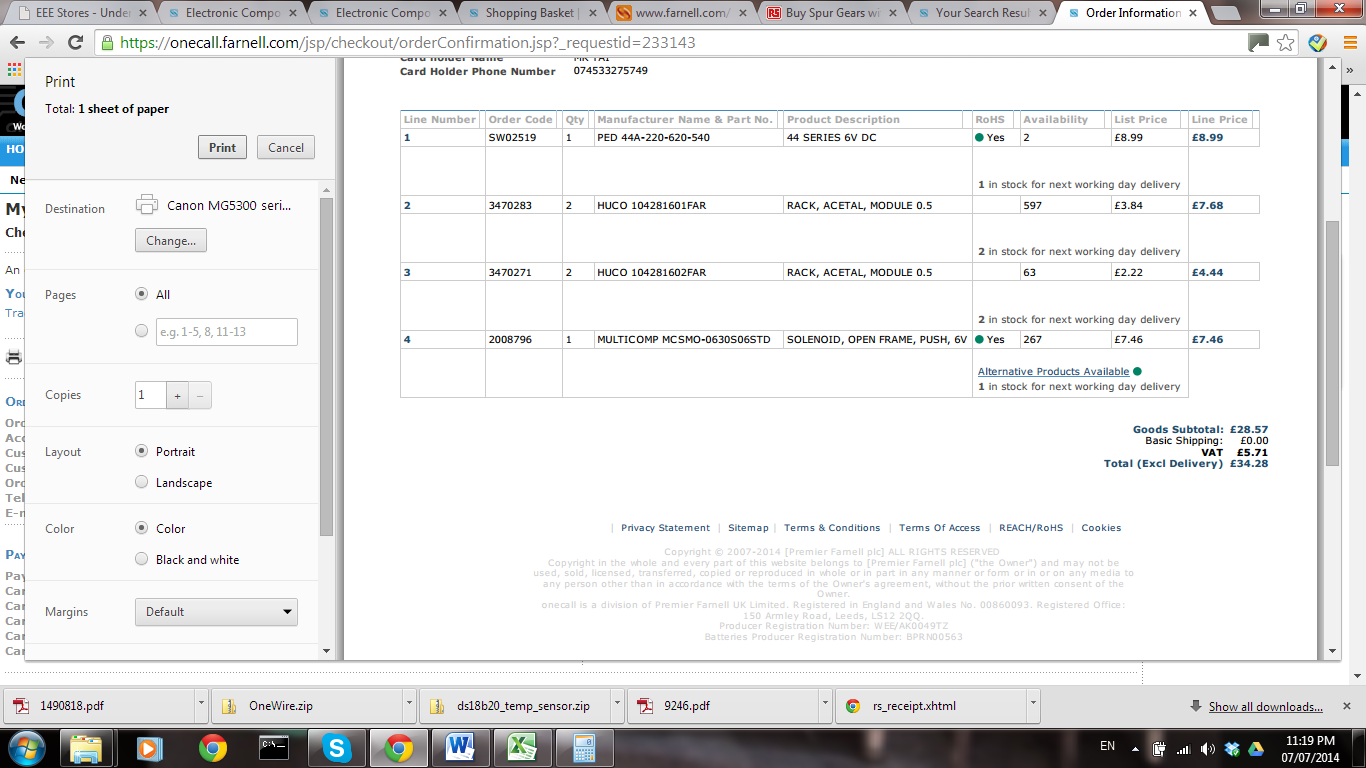 EEE Stores - Under
Electronic Compo
Electronic Compo
Shopping Basket |
www.farnell.com/
Buy Spur Gears wi
Your Search Resul
Order Information
https://onecall.farnell.com/jsp/checkout/orderConfirmation.jsp?_requestid=233143
Print
Total: 1 sheet of paper
Print Cancel
Destination Canon MG5300 seri...
Change...
Pages All
e.g. 1-5, 8, 11-13
Copies 1 + −
Layout Portrait
Landscape
Color Color
Black and white
Margins Default
Card Holder Name
Card Holder Phone Number 074533275749
Line Number Order Code Qty Manufacturer Name & Part No. Product Description RoHS Availability List Price Line Price
1 SW02519 1 PED 44A-220-620-540 44 SERIES 6V DC Yes 2 £8.99 £8.99
1 in stock for next working day delivery
2 3470283 2 HUCO 104281601FAR RACK, ACETAL, MODULE 0.5 597 £3.84 £7.68
2 in stock for next working day delivery
3 3470271 2 HUCO 104281602FAR RACK, ACETAL, MODULE 0.5 63 £2.22 £4.44
2 in stock for next working day delivery
4 2008796 1 MULTICOMP MCSMO-0630S06STD SOLENOID, OPEN FRAME, PUSH, 6V Yes 267 £7.46 £7.46
Alternative Products Available
1 in stock for next working day delivery
Goods Subtotal: £28.57
Basic Shipping: £0.00
VAT £5.71
Total (Excl Delivery) £34.28
| Privacy Statement | Sitemap | Terms & Conditions | Terms Of Access | REACH/RoHS | Cookies
Copyright © 2007-2014 [Premier Farnell plc] ALL RIGHTS RESERVED
Copyright in the whole and every part of this website belongs to [Premier Farnell plc] ("the Owner") and may not be
used, sold, licensed, transferred, copied or reproduced in whole or in part in any manner or form or in or on any media to
any person other than in accordance with the terms of the Owner's agreement, without the prior written consent of the
Owner.
onecall is a division of Premier Farnell UK Limited. Registered in England and Wales No. 00860093. Registered Office:
150 Armley Road, Leeds, LS12 2QQ.
Producer Registration Number: WEE/AK0049TZ
Batteries Producer Registration Number: BPRN00563
1490818.pdf
OneWire.zip
ds18b20_temp_sensor.zip
9246.pdf
rs_receipt.xhtml
Show all downloads...
EN
11:19 PM
07/07/2014